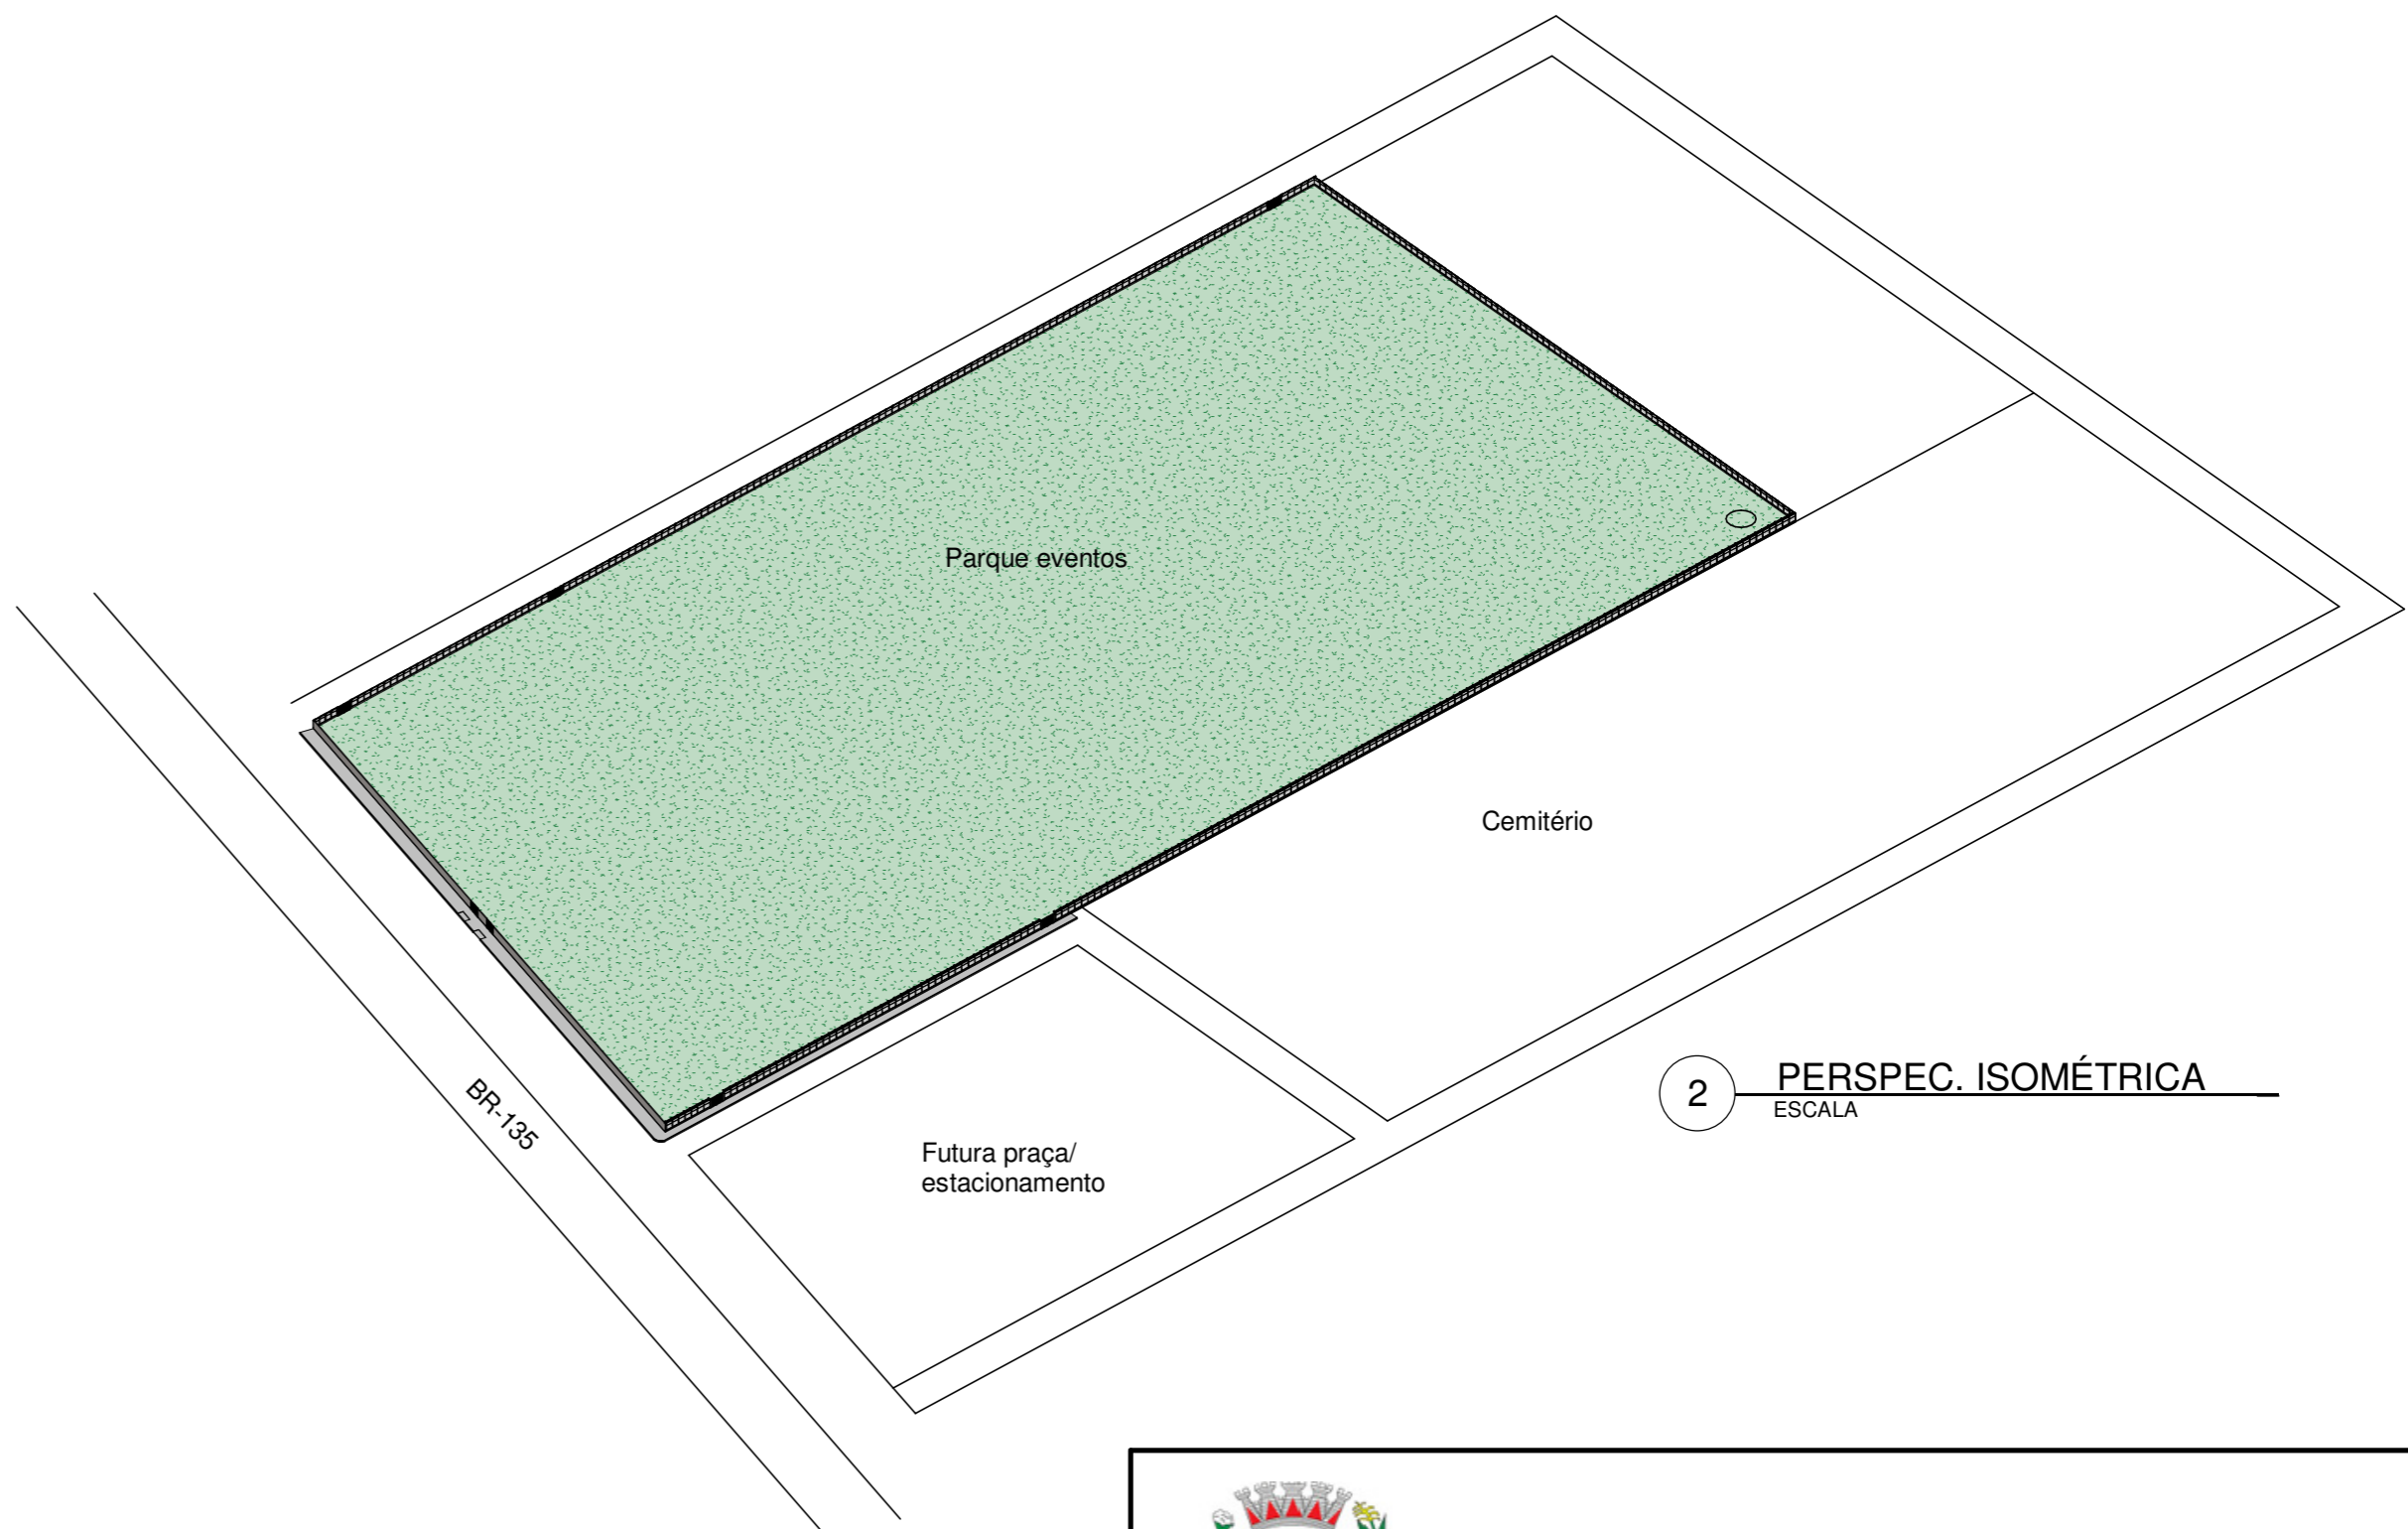 Parque eventos
Cemitério
BR-135
Futura praça/
estacionamento
2
PERSPEC. ISOMÉTRICA
ESCALA